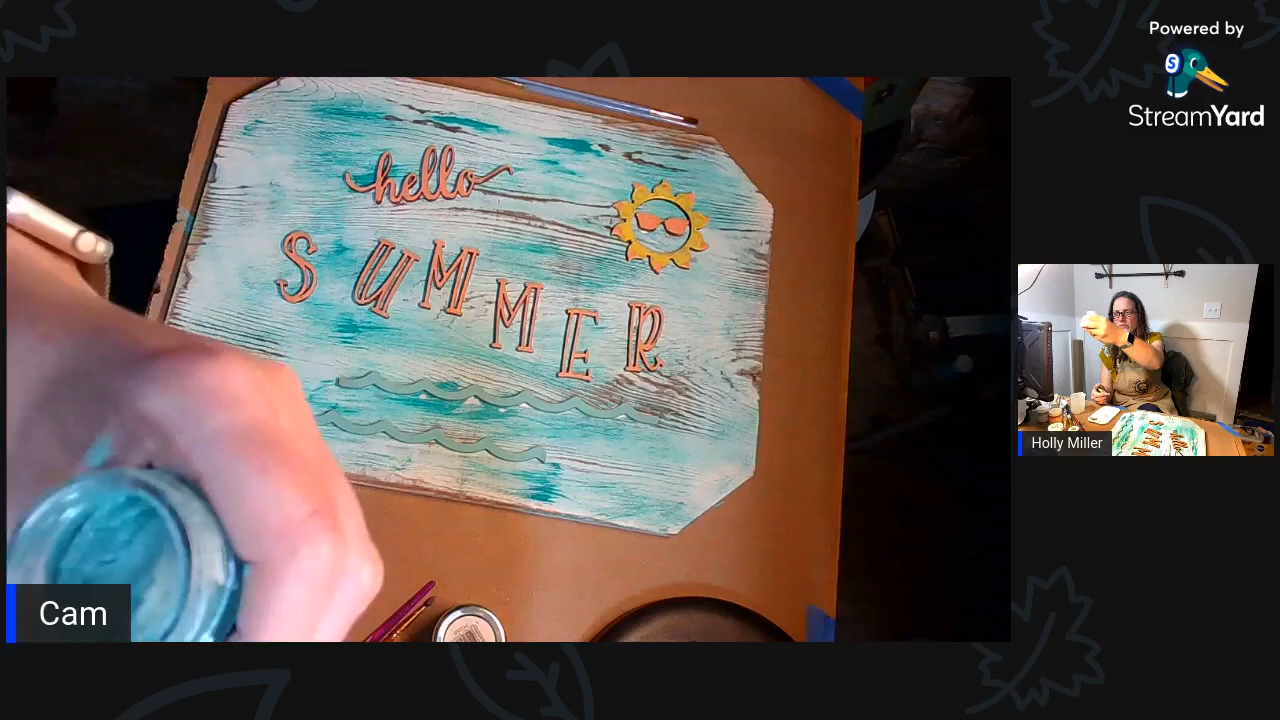 Powered by
S
StreamYard
hello
SUMMER
Holly Miller
Cam